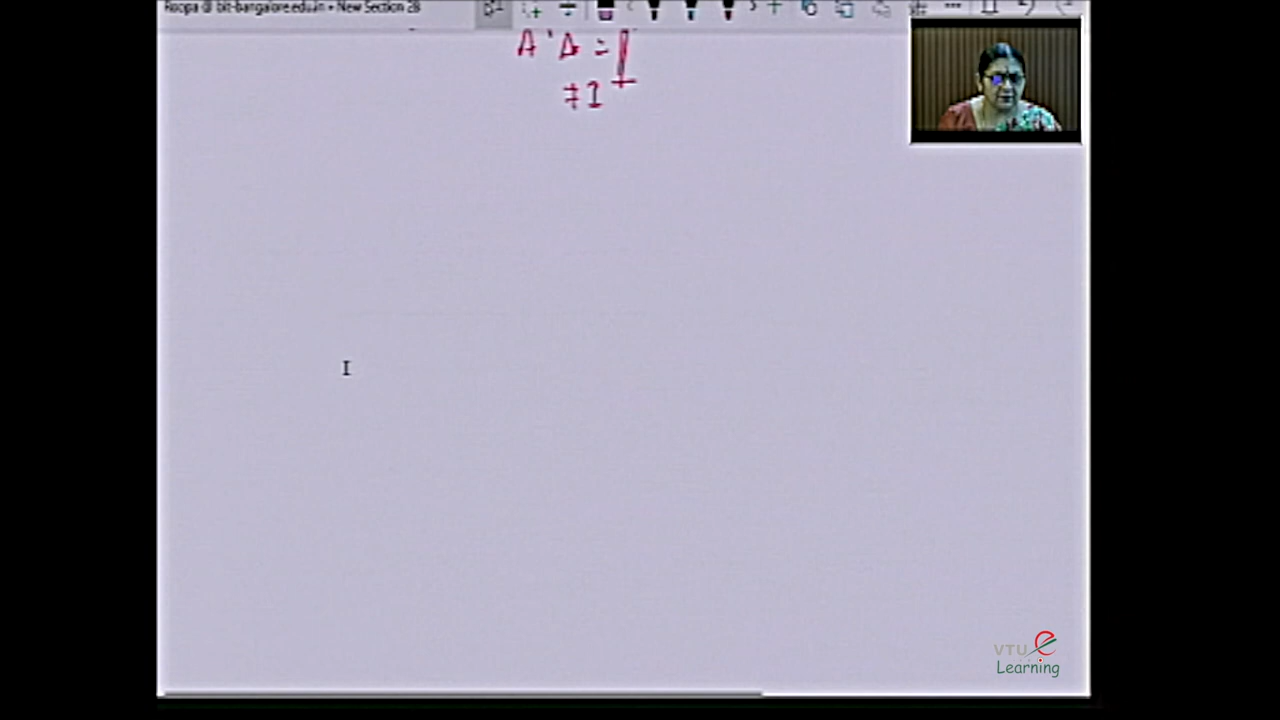 Roopa @ bit-bangalore.edu.in • New Section 28
A' A =
≠ I
VTU e
Learning